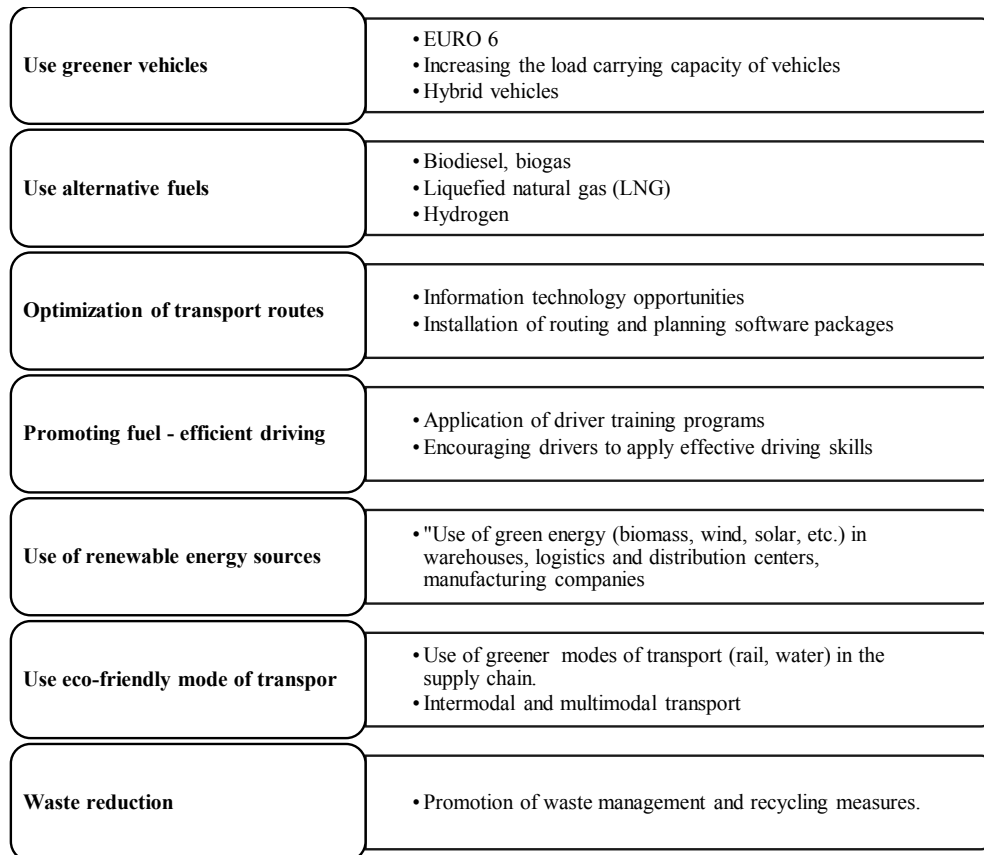 Use greener vehicles
• EURO 6
• Increasing the load carrying capacity of vehicles
• Hybrid vehicles
Use alternative fuels
• Biodiesel, biogas
• Liquefied natural gas (LNG)
• Hydrogen
Optimization of transport routes
• Information technology opportunities
• Installation of routing and planning software packages
Promoting fuel - efficient driving
• Application of driver training programs
• Encouraging drivers to apply effective driving skills
Use of renewable energy sources
• "Use of green energy (biomass, wind, solar, etc.) in
warehouses, logistics and distribution centers,
manufacturing companies
Use eco-friendly mode of transpor
• Use of greener modes of transport (rail, water) in the
supply chain.
• Intermodal and multimodal transport
Waste reduction
• Promotion of waste management and recycling measures.